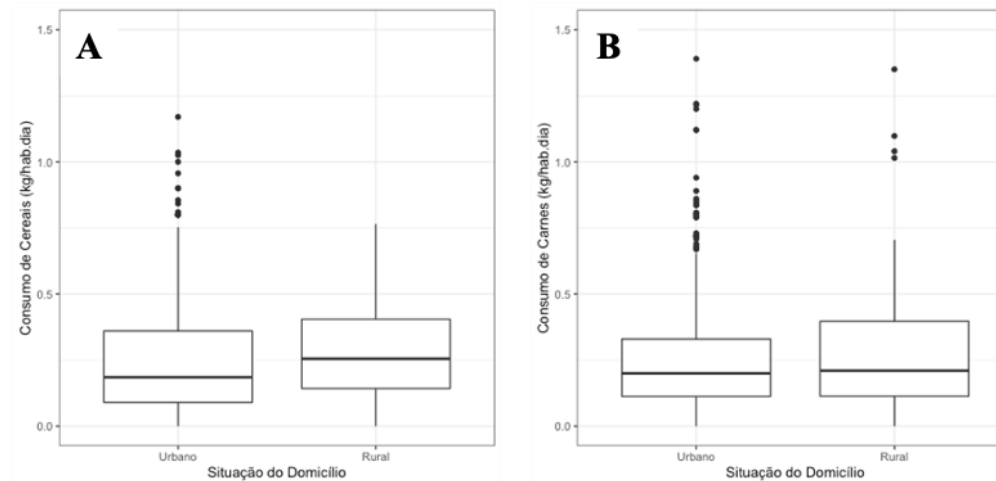 A
Consumo de Cereais (kg/hab.dia)
1.5
1.0
0.5
0.0
Urbano
Rural
Situação do Domicílio
B
Consumo de Carnes (kg/hab.dia)
1.5
1.0
0.5
0.0
Urbano
Rural
Situação do Domicílio